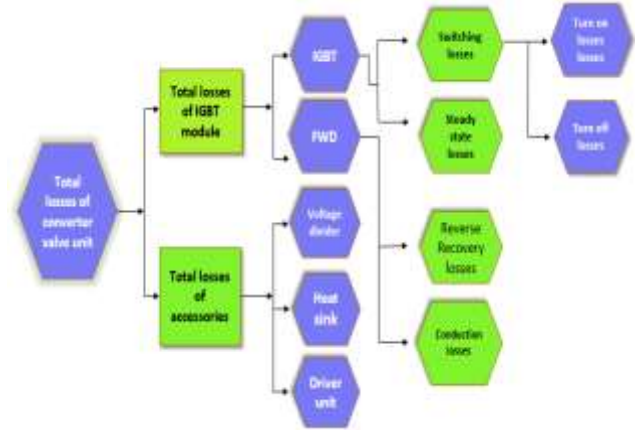 Total
losses of
converter
valve unit
Total losses
of IGBT
module
Total losses
of
accessories
IGBT
FWD
Voltage
divider
Heat
sink
Driver
unit
Switching
losses
Steady
state
losses
Reverse
Recovery
losses
Conduction
losses
Turn on
losses
losses
Turn off
losses